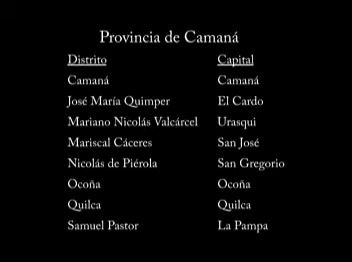 Provincia de Camaná
Distrito Capital
Camaná Camaná
José María Quimper El Cardo
Mariano Nicolás Valcárcel Urasqui
Mariscal Cáceres San José
Nicolás de Piérola San Gregorio
Ocoña Ocoña
Quilca Quilca
Samuel Pastor La Pampa